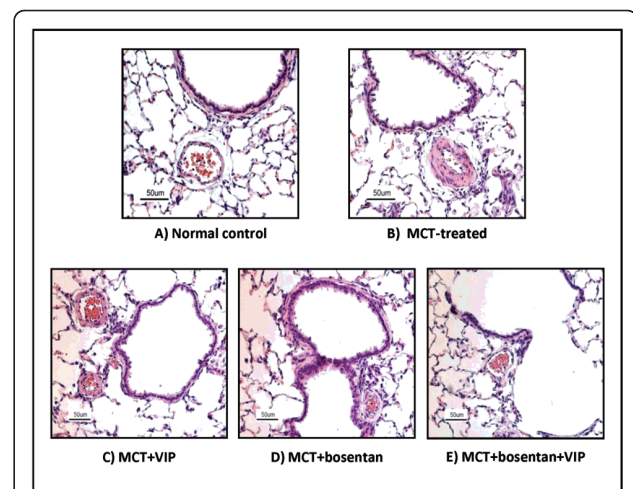 50um
50um
A) Normal control
B) MCT-treated
50um
50um
50um
C) MCT+VIP
D) MCT+bosentan
E) MCT+bosentan+VIP